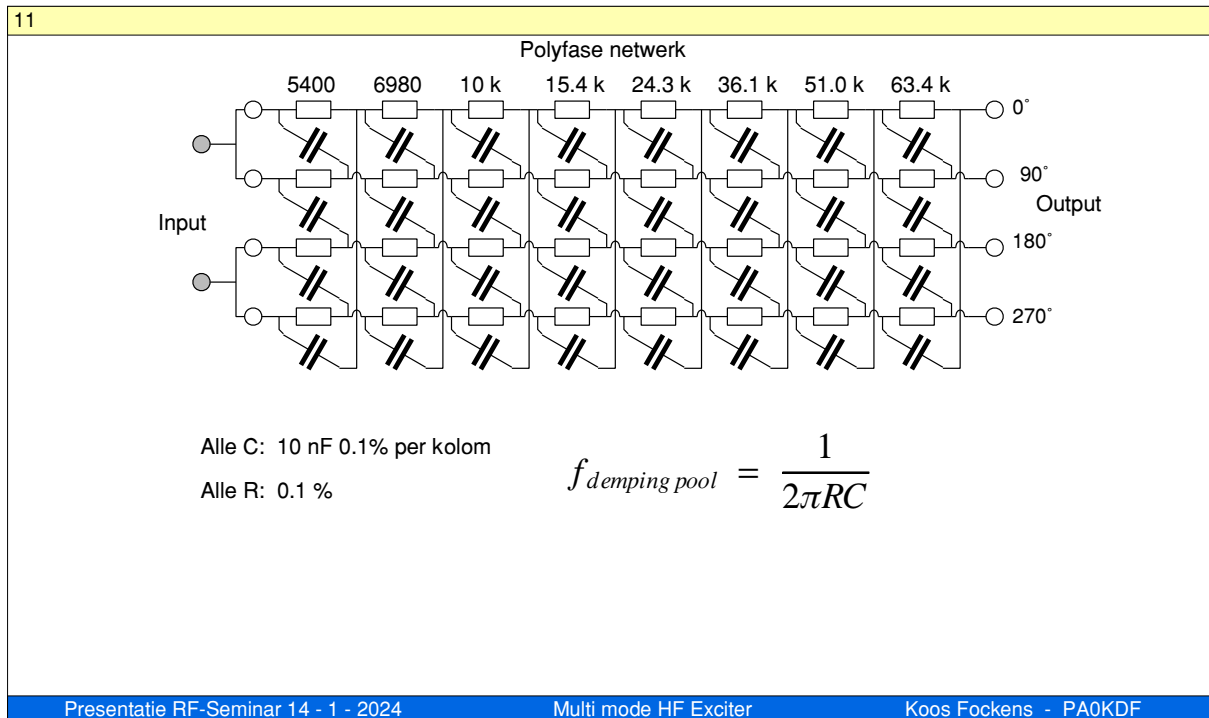 11
Polyfase netwerk
5400 6980 10 k 15.4 k 24.3 k 36.1 k 51.0 k 63.4 k
0°
90°
Input
Output
180°
270°
Alle C: 10 nF 0.1% per kolom
Alle R: 0.1 %
f demping pool = 1 / 2πRC
Presentatie RF-Seminar 14 - 1 - 2024 Multi mode HF Exciter Koos Fockens - PA0KDF